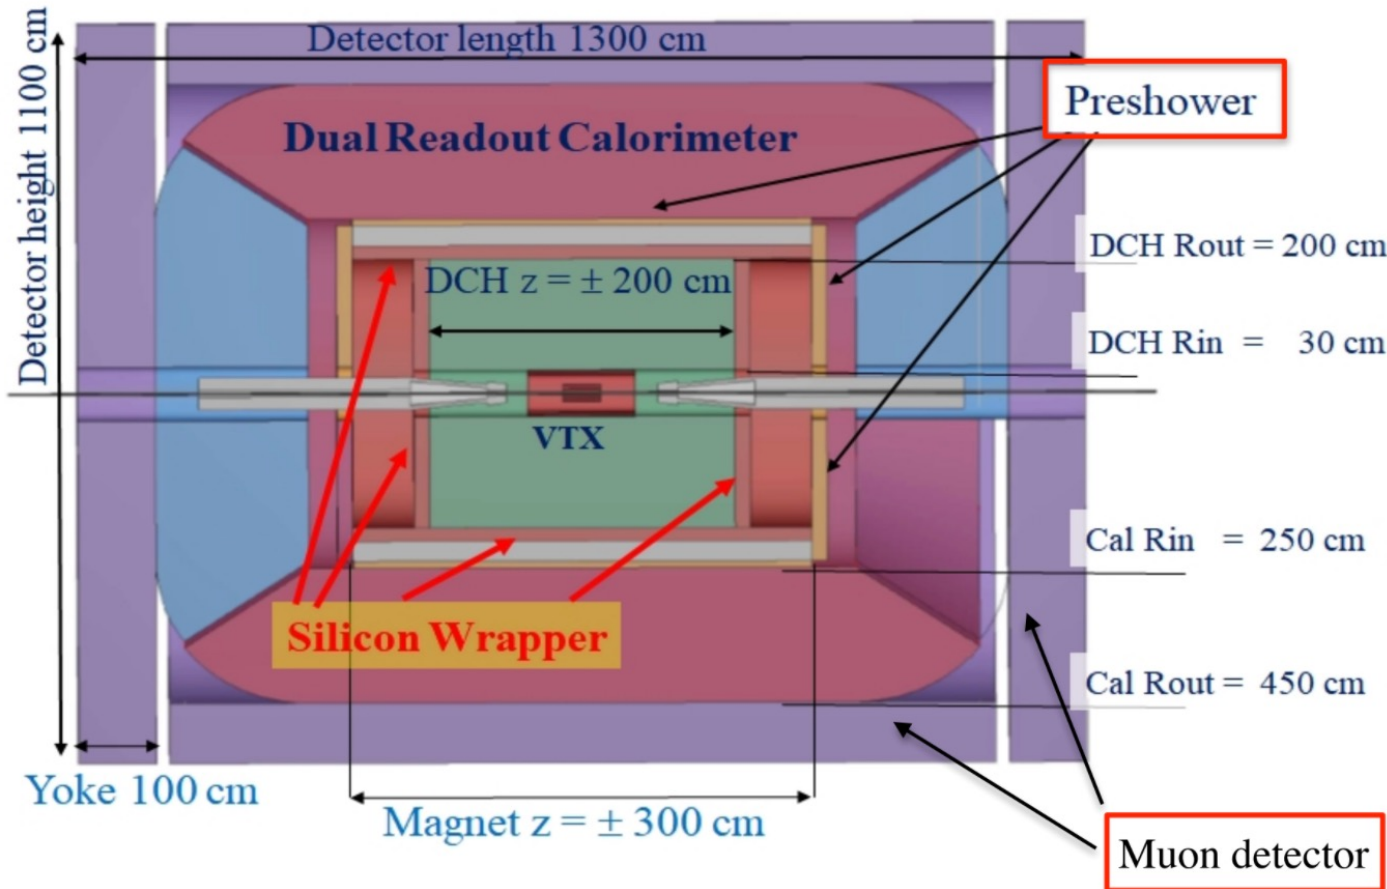 Detector length 1300 cm
Detector height 1100 cm
Preshower
Dual Readout Calorimeter
DCH Rout = 200 cm
DCH z = ± 200 cm
DCH Rin = 30 cm
VTX
Cal Rin = 250 cm
Silicon Wrapper
Cal Rout = 450 cm
Yoke 100 cm
Magnet z = ± 300 cm
Muon detector